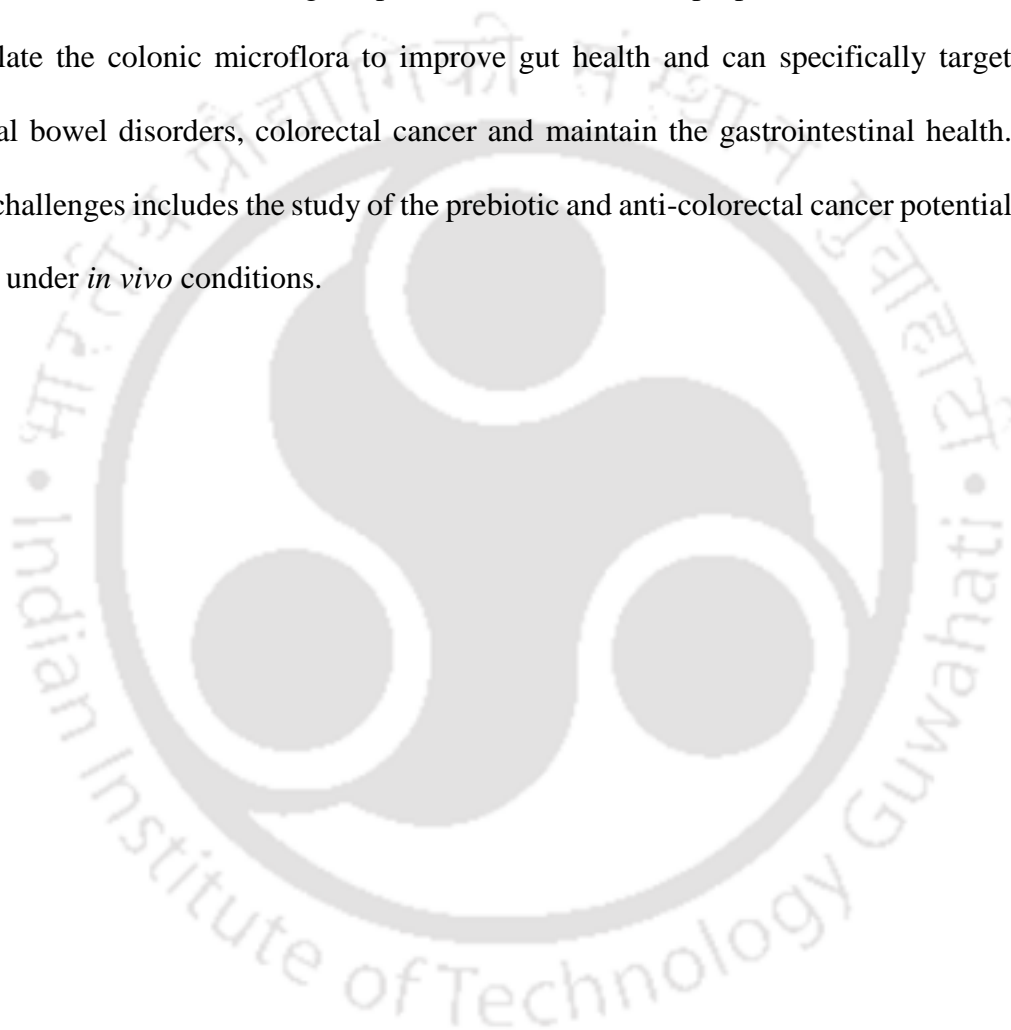 late the colonic microflora to improve gut health and can specifically target
al bowel disorders, colorectal cancer and maintain the gastrointestinal health.
challenges includes the study of the prebiotic and anti-colorectal cancer potential
under in vivo conditions.
Indian Institute of Technology Guwahati